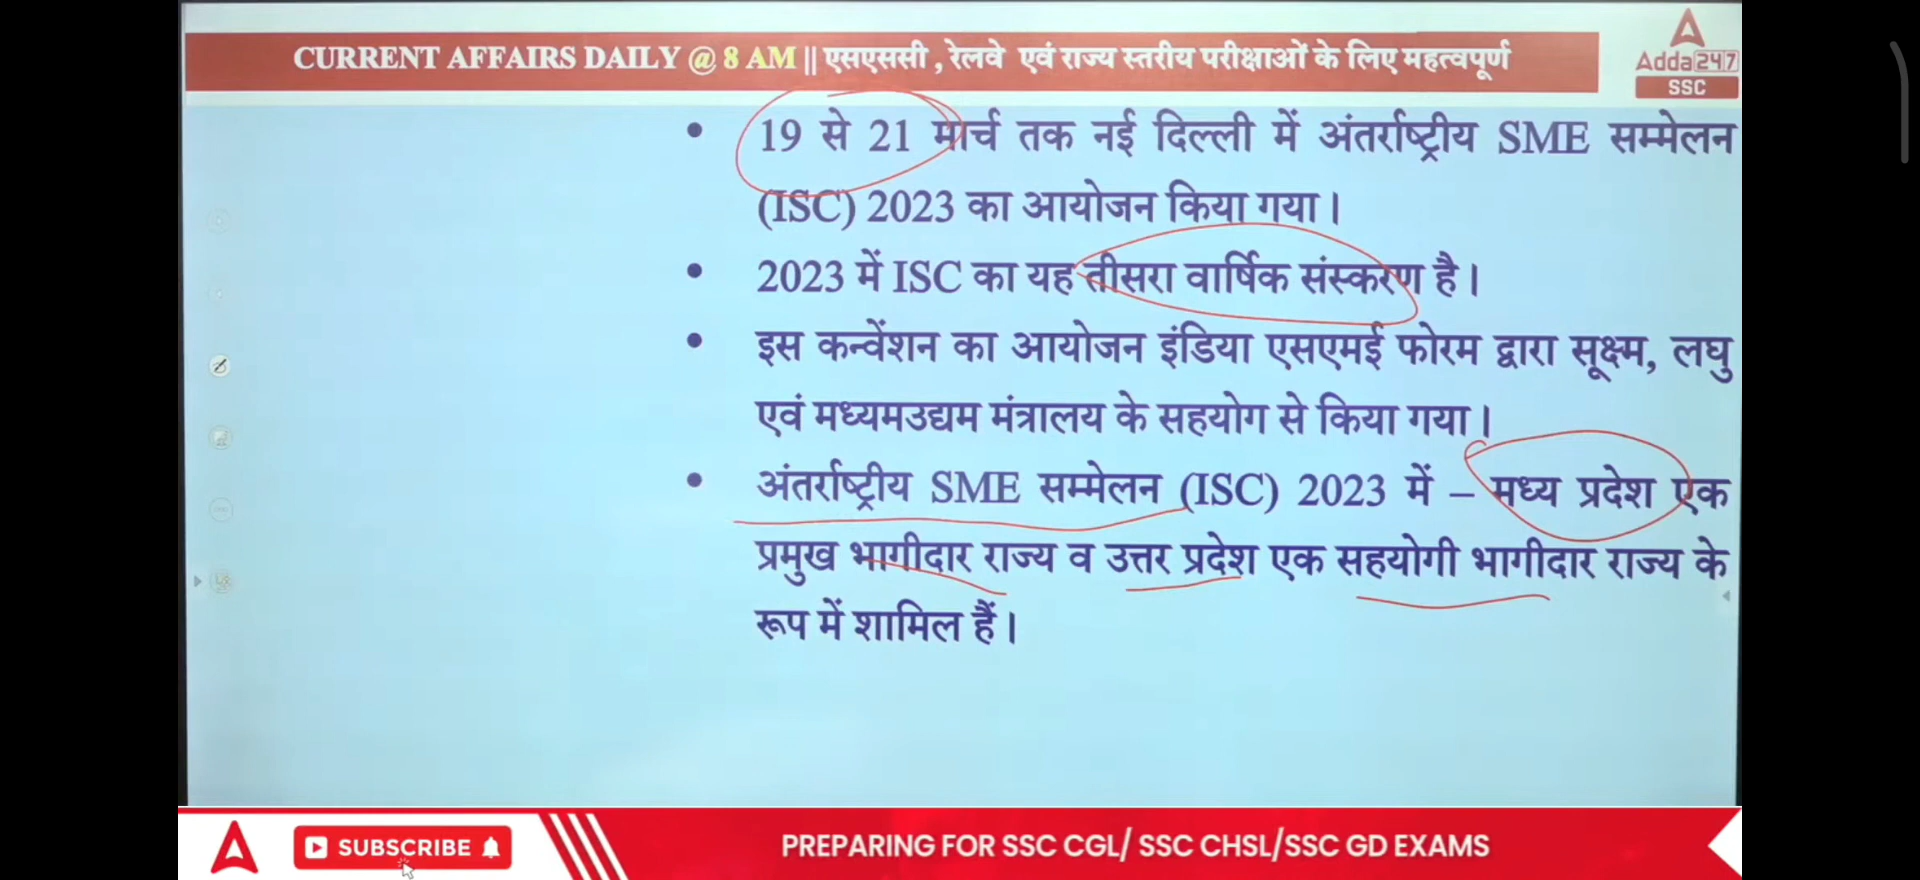 CURRENT AFFAIRS DAILY @ 8 AM || एसएससी , रेलवे एवं राज्य स्तरीय परीक्षाओं के लिए महत्वपूर्ण
Adda247
SSC
• 19 से 21 मार्च तक नई दिल्ली में अंतर्राष्ट्रीय SME सम्मेलन
(ISC) 2023 का आयोजन किया गया।
• 2023 में ISC का यह तीसरा वार्षिक संस्करण है।
• इस कन्वेंशन का आयोजन इंडिया एसएमई फोरम द्वारा सूक्ष्म, लघु
एवं मध्यमउद्यम मंत्रालय के सहयोग से किया गया।
• अंतर्राष्ट्रीय SME सम्मेलन (ISC) 2023 में – मध्य प्रदेश एक
प्रमुख भागीदार राज्य व उत्तर प्रदेश एक सहयोगी भागीदार राज्य के
रूप में शामिल हैं।
SUBSCRIBE
PREPARING FOR SSC CGL/ SSC CHSL/SSC GD EXAMS